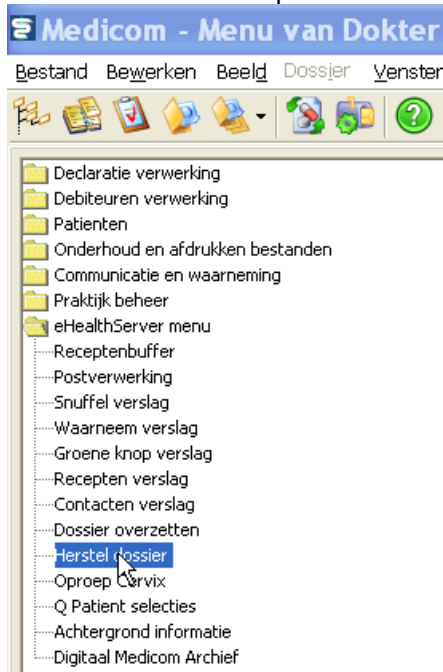 Medicom - Menu van Dokter
Bestand Bewerken Beeld Dossier Venster
Declaratie verwerking
Debiteuren verwerking
Patienten
Onderhoud en afdrukken bestanden
Communicatie en waarneming
Praktijk beheer
eHealthServer menu
Receptenbuffer
Postverwerking
Snuffel verslag
Waarneem verslag
Groene knop verslag
Recepten verslag
Contacten verslag
Dossier overzetten
Herstel dossier
Oproep Cervix
Q Patient selecties
Achtergrond informatie
Digitaal Medicom Archief